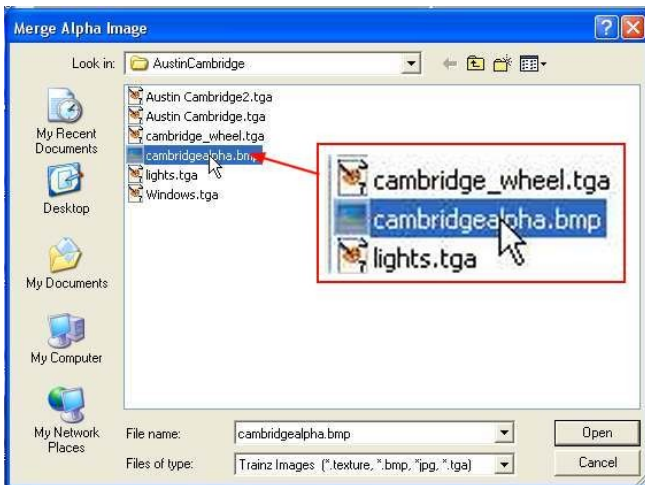 Merge Alpha Image
Look in: AustinCambridge
My Recent Documents
Desktop
My Documents
My Computer
My Network Places
Austin Cambridge2.tga
Austin Cambridge.tga
cambridge_wheel.tga
cambridgealpha.bmp
lights.tga
Windows.tga
cambridge_wheel.tga
cambridgealpha.bmp
lights.tga
File name: cambridgealpha.bmp Open
Files of type: Trainz Images (*.texture, *.bmp, *jpg, *.tga) Cancel